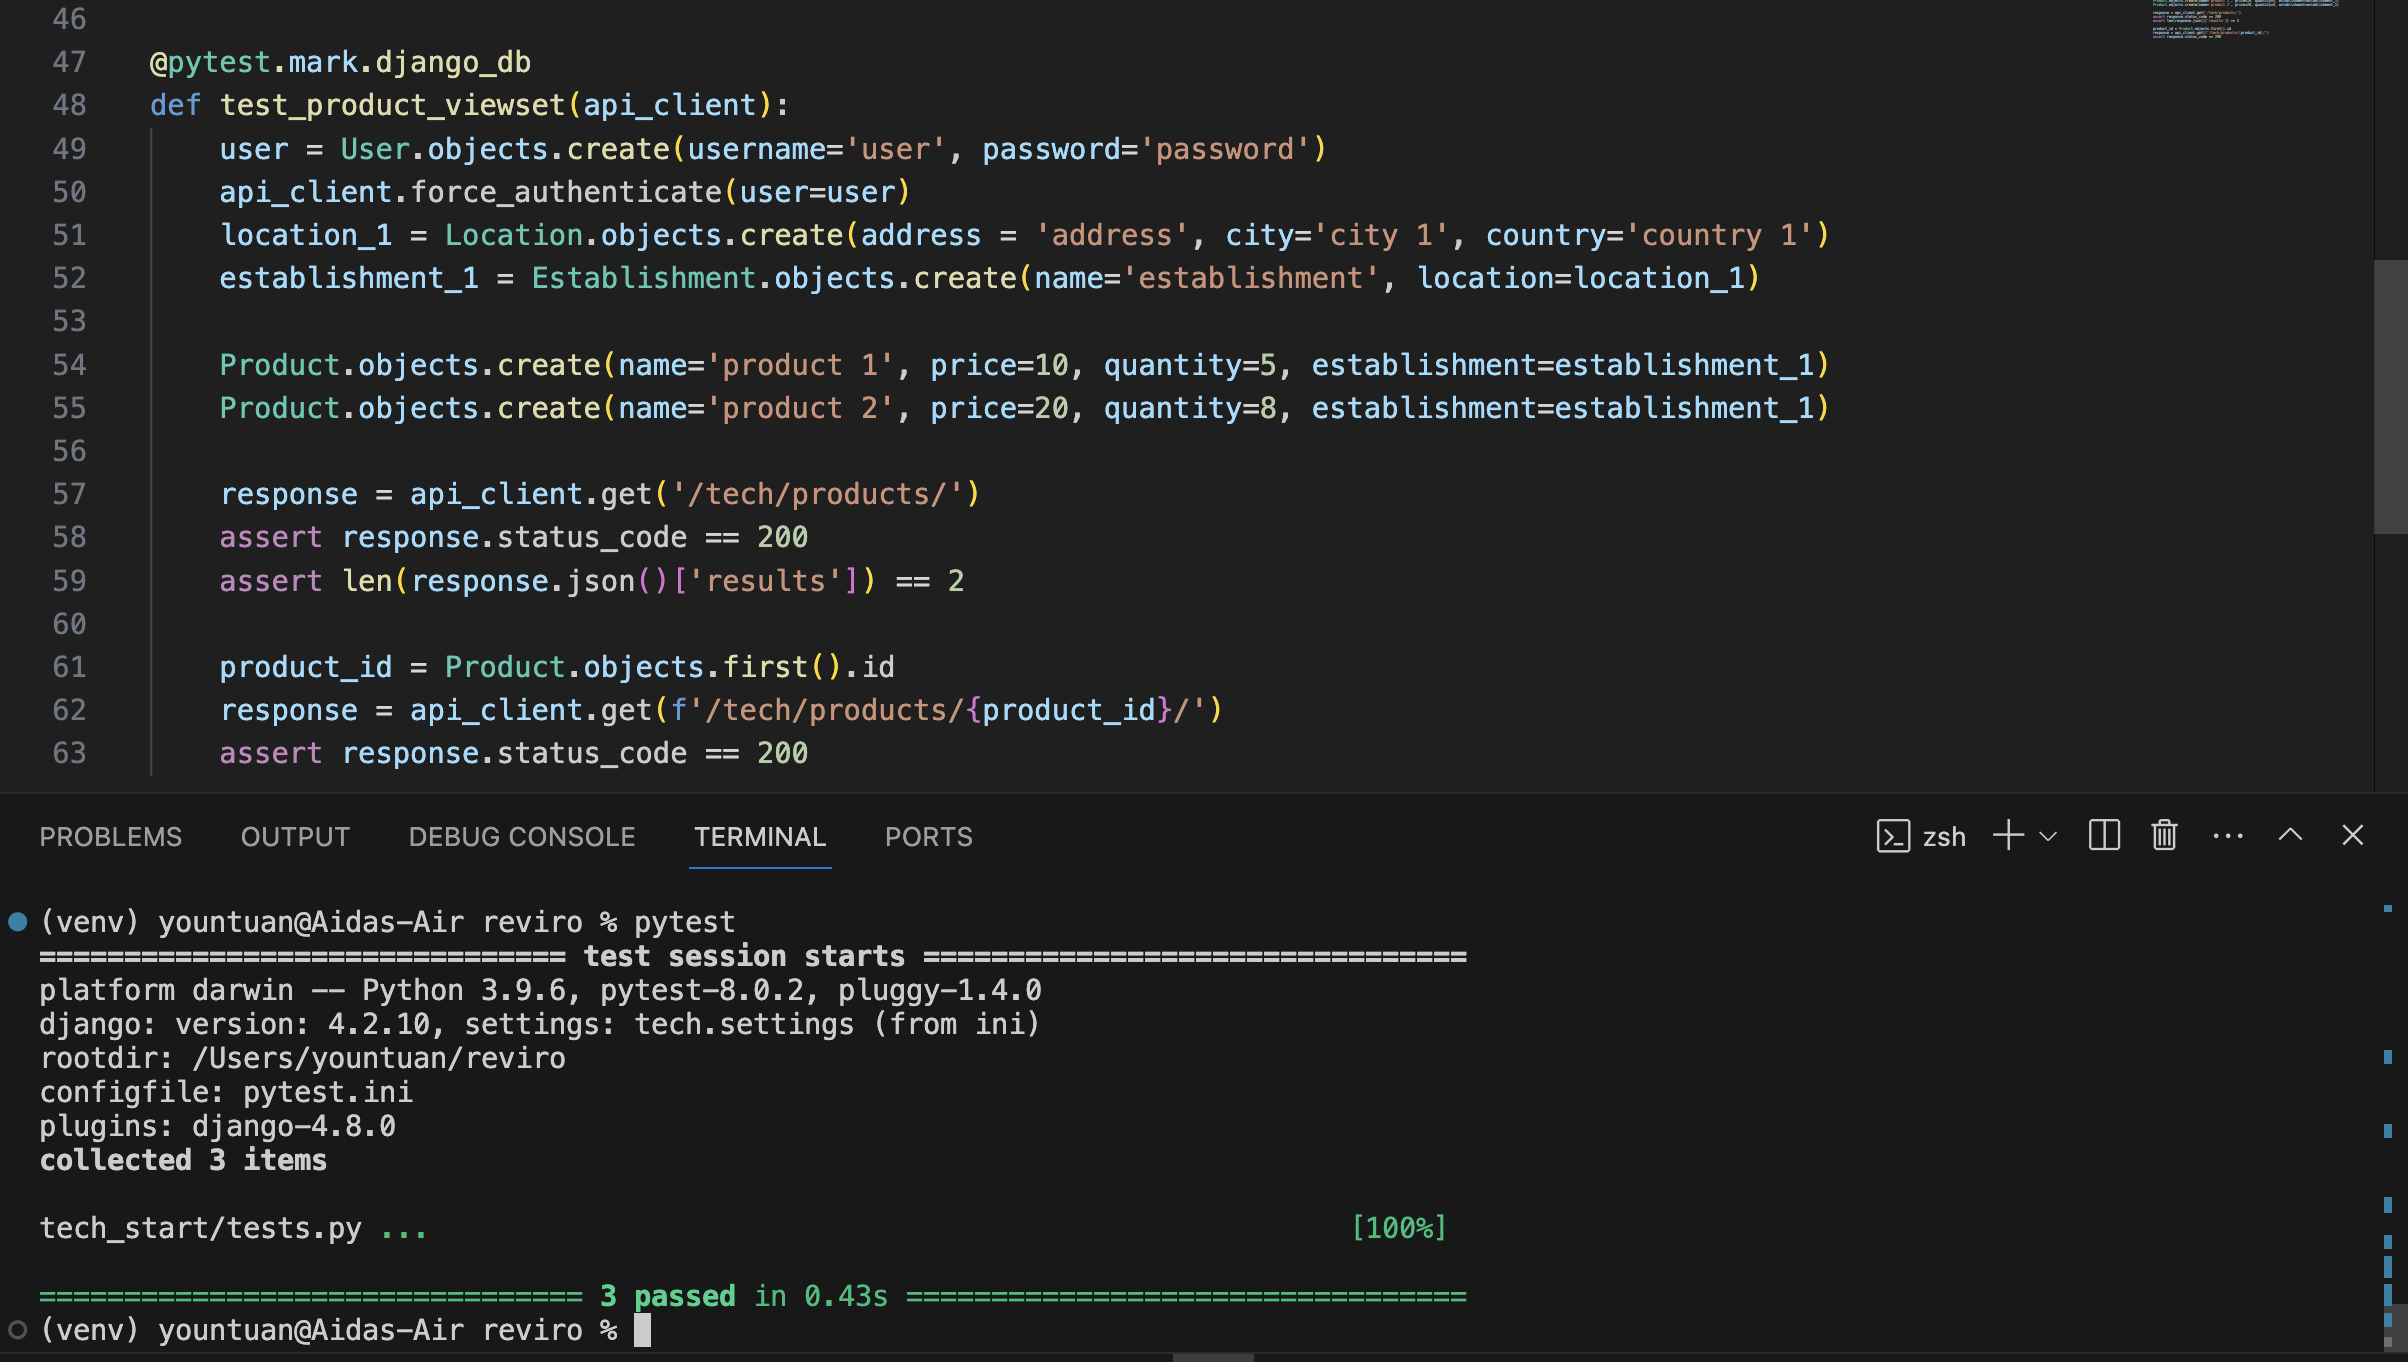 46
47 @pytest.mark.django_db
48 def test_product_viewset(api_client):
49     user = User.objects.create(username='user', password='password')
50     api_client.force_authenticate(user=user)
51     location_1 = Location.objects.create(address = 'address', city='city 1', country='country 1')
52     establishment_1 = Establishment.objects.create(name='establishment', location=location_1)
53
54     Product.objects.create(name='product 1', price=10, quantity=5, establishment=establishment_1)
55     Product.objects.create(name='product 2', price=20, quantity=8, establishment=establishment_1)
56
57     response = api_client.get('/tech/products/')
58     assert response.status_code == 200
59     assert len(response.json()['results']) == 2
60
61     product_id = Product.objects.first().id
62     response = api_client.get(f'/tech/products/{product_id}/')
63     assert response.status_code == 200
PROBLEMS OUTPUT DEBUG CONSOLE TERMINAL PORTS zsh
(venv) yountuan@Aidas-Air reviro % pytest
=============================== test session starts ================================
platform darwin -- Python 3.9.6, pytest-8.0.2, pluggy-1.4.0
django: version: 4.2.10, settings: tech.settings (from ini)
rootdir: /Users/yountuan/reviro
configfile: pytest.ini
plugins: django-4.8.0
collected 3 items
tech_start/tests.py ... [100%]
================================ 3 passed in 0.43s =================================
(venv) yountuan@Aidas-Air reviro %